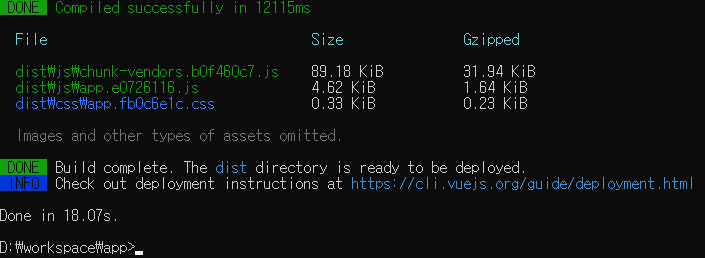 DONE Compiled successfully in 12115ms
File Size Gzipped
dist₩js₩chunk-vendors.b0f460c7.js 89.18 KiB 31.94 KiB
dist₩js₩app.e0726116.js 4.62 KiB 1.64 KiB
dist₩css₩app.fb0c6e1c.css 0.33 KiB 0.23 KiB
Images and other types of assets omitted.
DONE Build complete. The dist directory is ready to be deployed.
INFO Check out deployment instructions at https://cli.vuejs.org/guide/deployment.html
Done in 18.07s.
D:₩workspace₩app>